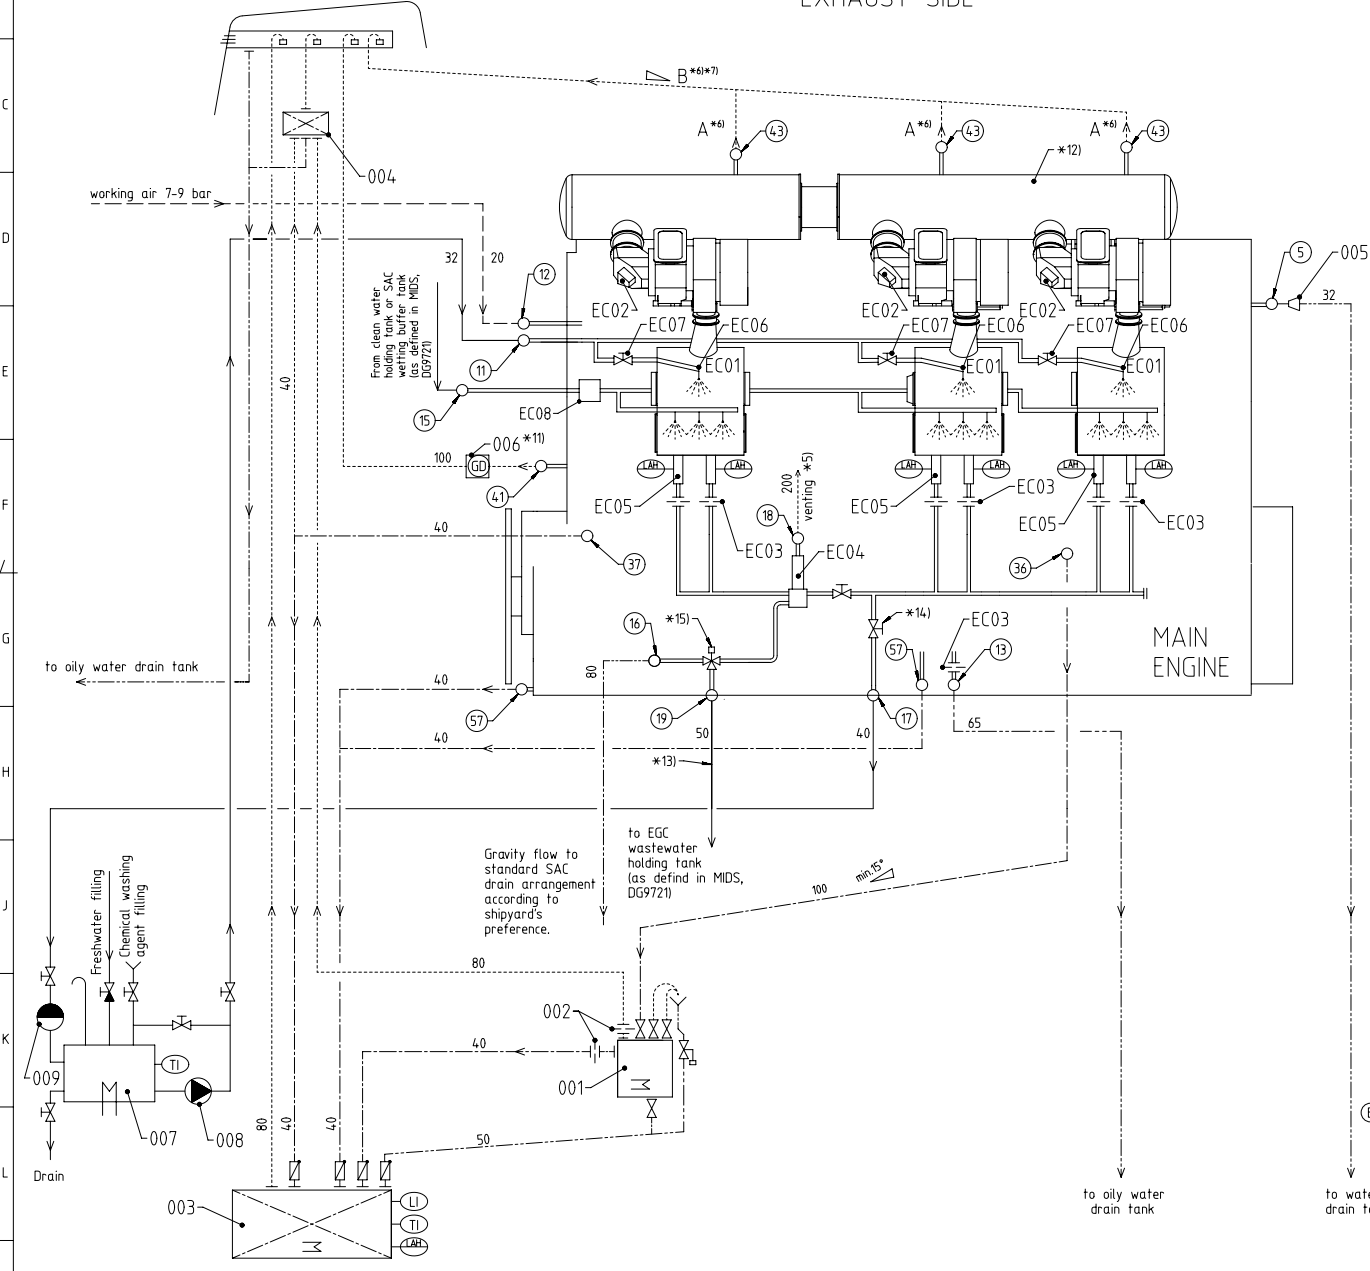 EXHAUST SIDE
C
D
E
F
G
H
J
K
L
B*6)*7)
A*6)
43
A*6)
43
A*6)
43
*12)
004
working air 7-9 bar
32
20
12
11
15
From clean water
holding tank or SAC
wetting buffer tank
(as defined in MIDS,
DG9721)
40
EC02
EC07
EC06
EC01
EC02
EC07
EC06
EC01
EC02
EC07
EC06
EC01
5
005
32
EC08
006*11)
GD
100
41
LAH
LAH
LAH
LAH
LAH
LAH
EC05
EC03
200
venting *5)
18
EC04
EC05
EC03
EC05
EC03
40
37
36
16
*15)
*14)
EC03
57
13
MAIN
ENGINE
80
to oily water drain tank
40
57
19
17
50
40
65
40
*13)
to EGC
wastewater
holding tank
(as defind in MIDS,
DG9721)
Gravity flow to
standard SAC
drain arrangement
according to
shipyard's
preference.
min.15°
100
Freshwater filling
Chemical washing
agent filling
80
002
40
001
009
TI
007
008
Drain
80
40
40
50
003
LI
TI
LAH
to oily water
drain tank
to wate
drain t